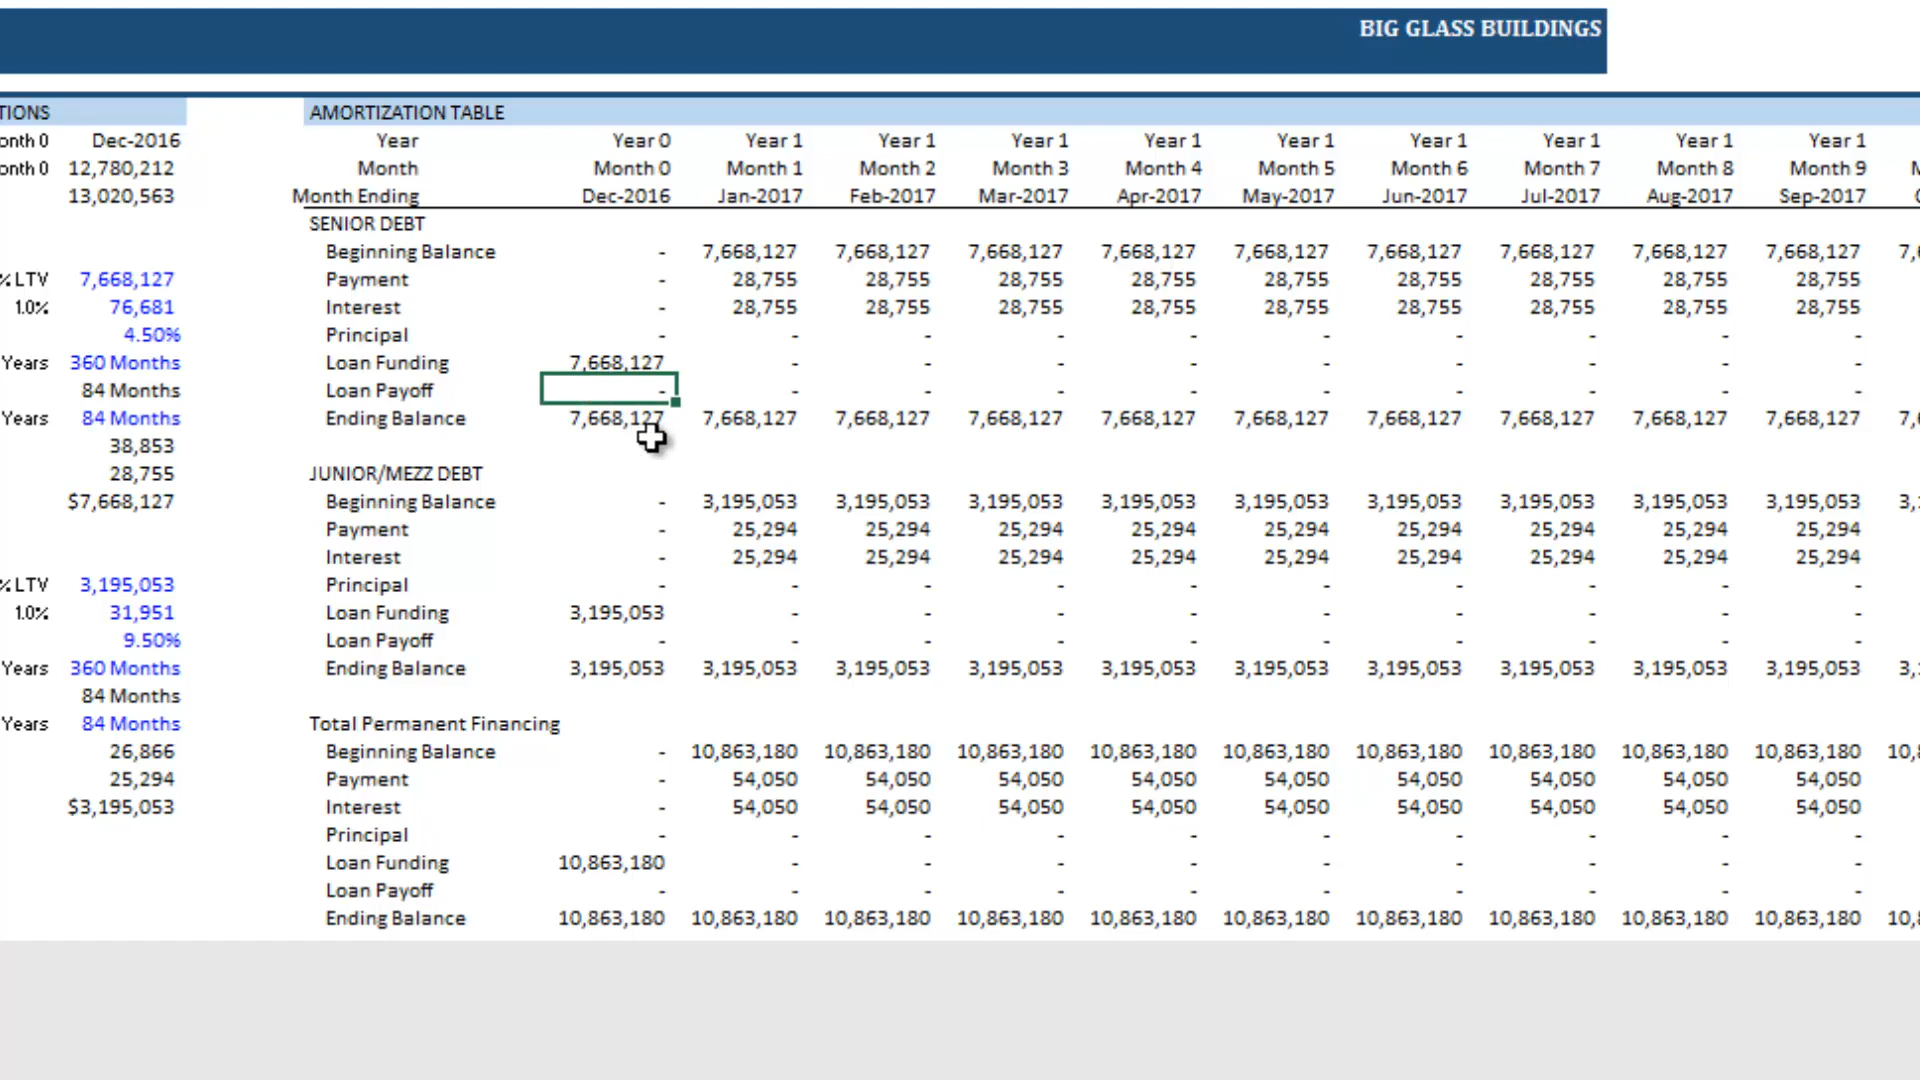 BIG GLASS BUILDINGS
TIONS AMORTIZATION TABLE
onth 0 Dec-2016 Year Year 0 Year 1 Year 1 Year 1 Year 1 Year 1 Year 1 Year 1 Year 1 Year 1
onth 0 12,780,212 Month Month 0 Month 1 Month 2 Month 3 Month 4 Month 5 Month 6 Month 7 Month 8 Month 9
13,020,563 Month Ending Dec-2016 Jan-2017 Feb-2017 Mar-2017 Apr-2017 May-2017 Jun-2017 Jul-2017 Aug-2017 Sep-2017
SENIOR DEBT
Beginning Balance - 7,668,127 7,668,127 7,668,127 7,668,127 7,668,127 7,668,127 7,668,127 7,668,127 7,668,127 7,
% LTV 7,668,127 Payment - 28,755 28,755 28,755 28,755 28,755 28,755 28,755 28,755 28,755
1.0% 76,681 Interest - 28,755 28,755 28,755 28,755 28,755 28,755 28,755 28,755 28,755
4.50% Principal - - - - - - - - - -
Years 360 Months Loan Funding 7,668,127 - - - - - - - - -
84 Months Loan Payoff - - - - - - - - - -
Years 84 Months Ending Balance 7,668,127 7,668,127 7,668,127 7,668,127 7,668,127 7,668,127 7,668,127 7,668,127 7,668,127 7,668,127 7,
38,853
28,755 JUNIOR/MEZZ DEBT
$7,668,127 Beginning Balance - 3,195,053 3,195,053 3,195,053 3,195,053 3,195,053 3,195,053 3,195,053 3,195,053 3,195,053 3,
Payment - 25,294 25,294 25,294 25,294 25,294 25,294 25,294 25,294 25,294
Interest - 25,294 25,294 25,294 25,294 25,294 25,294 25,294 25,294 25,294
% LTV 3,195,053 Principal - - - - - - - - - -
1.0% 31,951 Loan Funding 3,195,053 - - - - - - - - -
9.50% Loan Payoff - - - - - - - - - -
Years 360 Months Ending Balance 3,195,053 3,195,053 3,195,053 3,195,053 3,195,053 3,195,053 3,195,053 3,195,053 3,195,053 3,195,053 3,
84 Months
Years 84 Months Total Permanent Financing
26,866 Beginning Balance - 10,863,180 10,863,180 10,863,180 10,863,180 10,863,180 10,863,180 10,863,180 10,863,180 10,863,180 10,
25,294 Payment - 54,050 54,050 54,050 54,050 54,050 54,050 54,050 54,050 54,050
$3,195,053 Interest - 54,050 54,050 54,050 54,050 54,050 54,050 54,050 54,050 54,050
Principal - - - - - - - - - -
Loan Funding 10,863,180 - - - - - - - - -
Loan Payoff - - - - - - - - - -
Ending Balance 10,863,180 10,863,180 10,863,180 10,863,180 10,863,180 10,863,180 10,863,180 10,863,180 10,863,180 10,863,180 10,